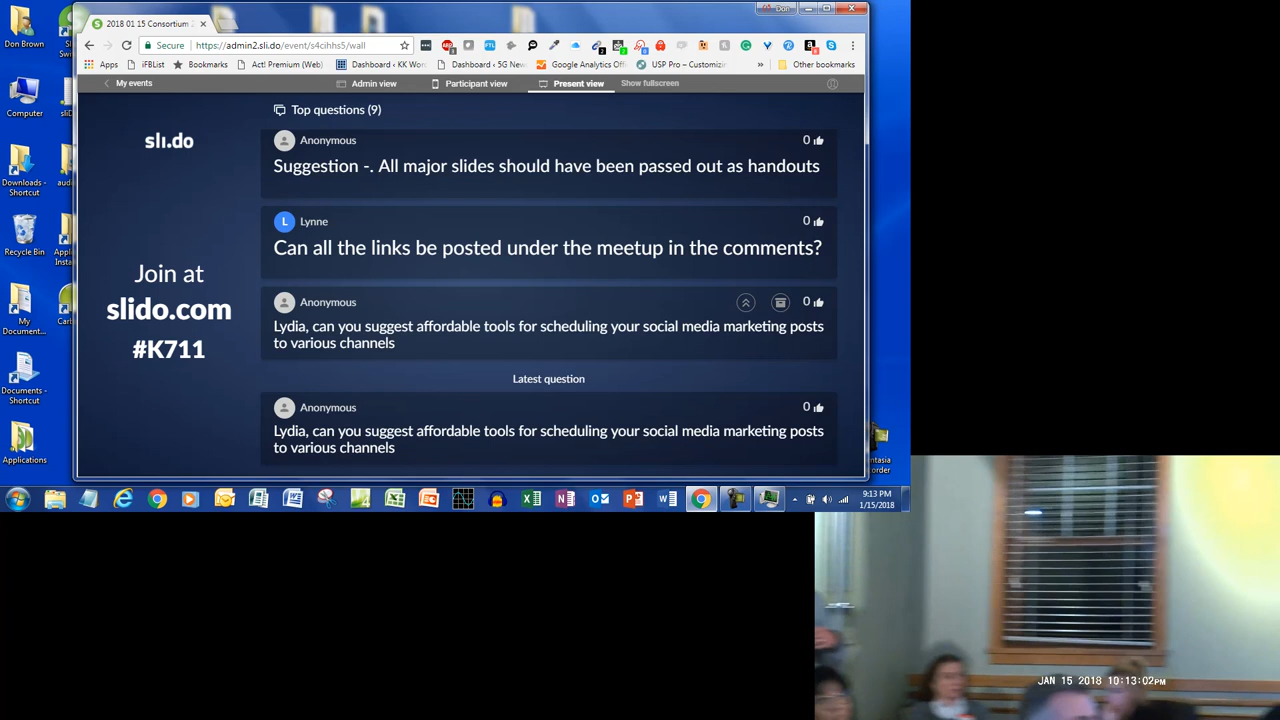 Don Brown
Computer
Downloads -
Shortcut
Recycle Bin
My
Document...
Documents -
Shortcut
Applications
Don
2018 01 15 Consortium
Secure
https://admin2.sli.do/event/s4cihhs5/wall
Apps
iFBList
Bookmarks
Act! Premium (Web)
Dashboard ‹ KK Wor
Dashboard ‹ 5G New
Google Analytics Offi
USP Pro – Customizin
»
Other bookmarks
My events
Admin view
Participant view
Present view
Show fullscreen
sli.do
Join at
slido.com
#K711
Top questions (9)
Anonymous
0
Suggestion -. All major slides should have been passed out as handouts
L
Lynne
0
Can all the links be posted under the meetup in the comments?
Anonymous
0
Lydia, can you suggest affordable tools for scheduling your social media marketing posts
to various channels
Latest question
Anonymous
0
Lydia, can you suggest affordable tools for scheduling your social media marketing posts
to various channels
9:13 PM
1/15/2018
JAN 15 2018 10:13:02PM